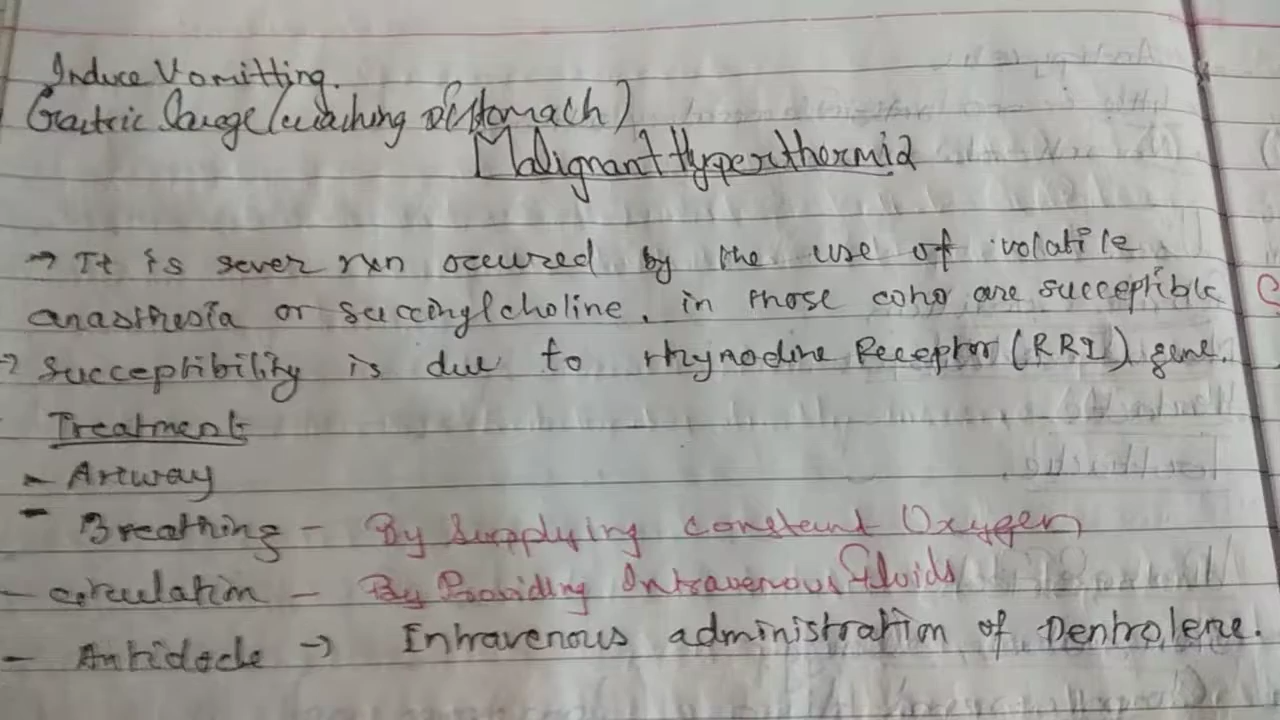 Induce Vomitting.
Gastric Lavage (washing of Stomach)
Malignant Hyperthermia
→ It is sever rxn occured by the use of volatile
anasthesia or succinylcholine, in those who are succeptible
→ Succeptibility is due to rhynodine Receptor (RRI) gene.
Treatment
- Airway
- Breathing - By Supplying constant Oxygen
- circulation - By Providing Intravenous Fluids
- Antidode → Intravenous administration of Dentrolene.